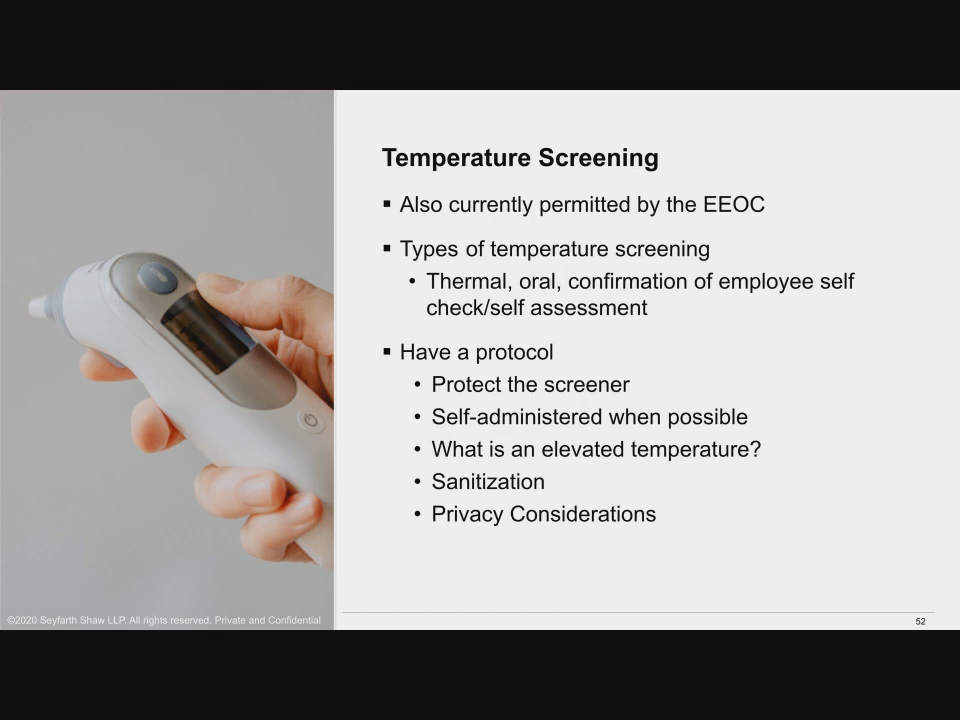 Temperature Screening
▪ Also currently permitted by the EEOC
▪ Types of temperature screening
• Thermal, oral, confirmation of employee self
check/self assessment
▪ Have a protocol
• Protect the screener
• Self-administered when possible
• What is an elevated temperature?
• Sanitization
• Privacy Considerations
©2020 Seyfarth Shaw LLP. All rights reserved. Private and Confidential
52